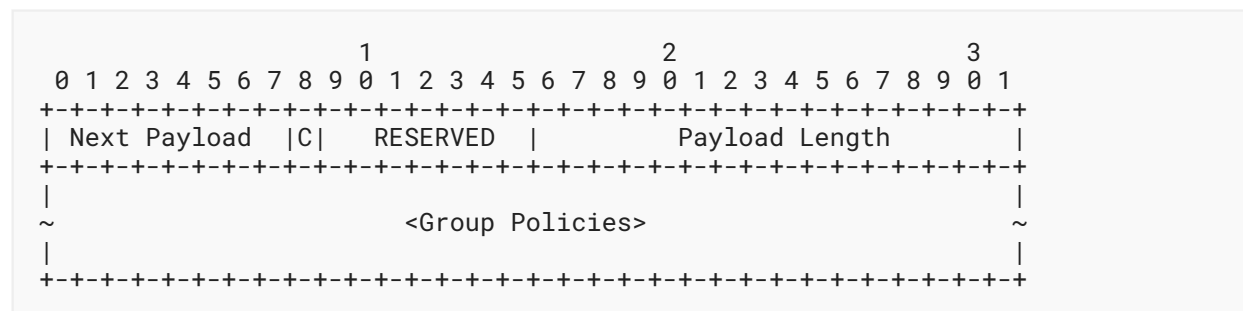 1                   2                   3
 0 1 2 3 4 5 6 7 8 9 0 1 2 3 4 5 6 7 8 9 0 1 2 3 4 5 6 7 8 9 0 1
+-+-+-+-+-+-+-+-+-+-+-+-+-+-+-+-+-+-+-+-+-+-+-+-+-+-+-+-+-+-+-+-+
| Next Payload  |C|   RESERVED  |         Payload Length        |
+-+-+-+-+-+-+-+-+-+-+-+-+-+-+-+-+-+-+-+-+-+-+-+-+-+-+-+-+-+-+-+-+
|                                                               |
~                       <Group Policies>                        ~
|                                                               |
+-+-+-+-+-+-+-+-+-+-+-+-+-+-+-+-+-+-+-+-+-+-+-+-+-+-+-+-+-+-+-+-+